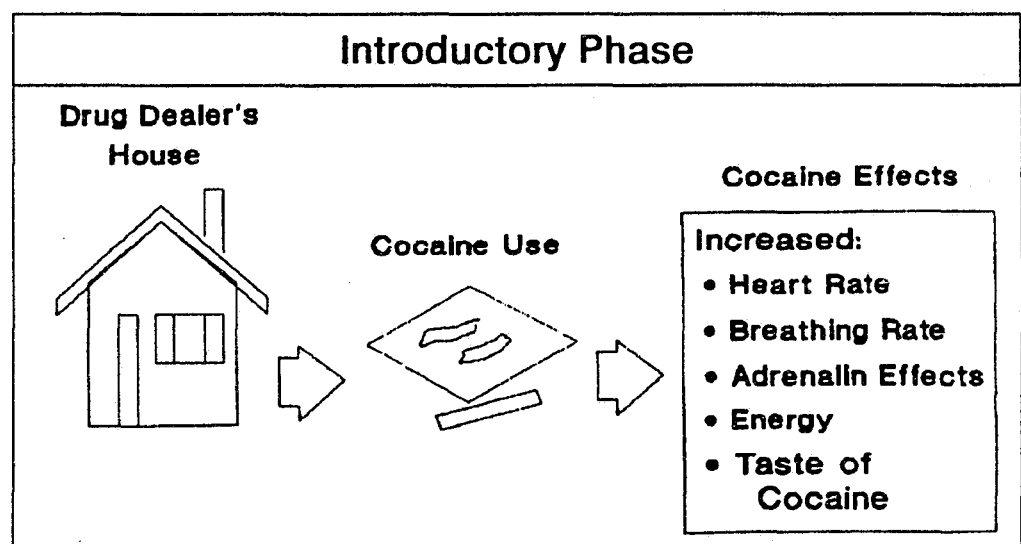 Introductory Phase
Drug Dealer's
House
Cocaine Use
Cocaine Effects
Increased:
• Heart Rate
• Breathing Rate
• Adrenalin Effects
• Energy
• Taste of
Cocaine